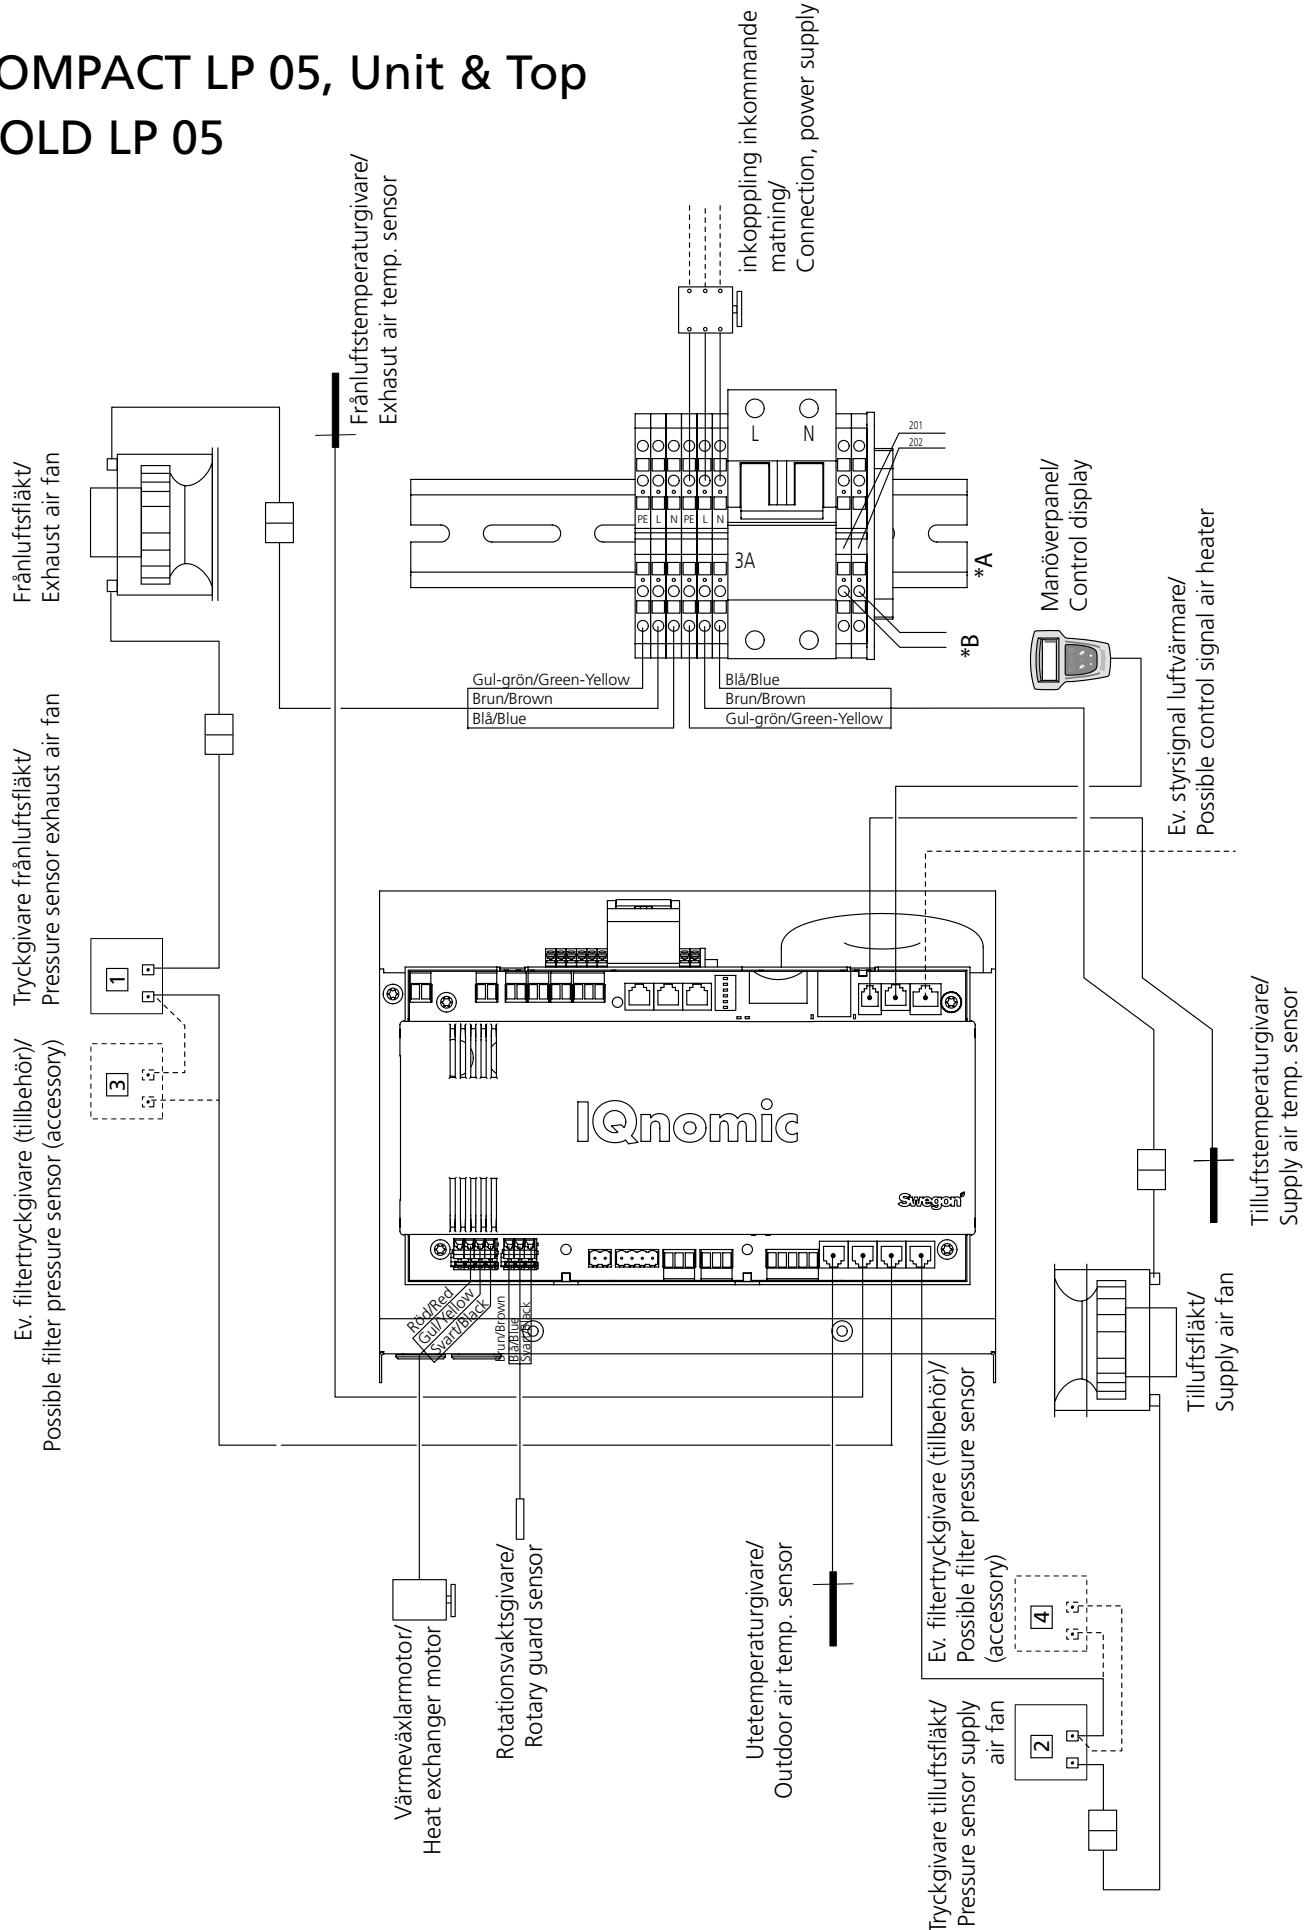 OMPACT LP 05, Unit & Top
OLD LP 05
inkoppling inkommande
matning/
Connection, power supply
Frånluftstemperaturgivare/
Exhasut air temp. sensor
Frånluftsfläkt/
Exhaust air fan
Tryckgivare frånluftsfläkt/
Pressure sensor exhaust air fan
Ev. filtertryckgivare (tillbehör)/
Possible filter pressure sensor (accessory)
1
3
L
N
201
202
PE
L
N
PE
L
N
3A
*A
*B
Gul-grön/Green-Yellow
Brun/Brown
Blå/Blue
Blå/Blue
Brun/Brown
Gul-grön/Green-Yellow
Manöverpanel/
Control display
Ev. styrsignal luftvärmare/
Possible control signal air heater
IQnomic
Swegon
Röd/Red
Gul/Yellow
Svart/Black
Brun/Brown
Blå/Blue
Svart/Black
Tilluftstemperaturgivare/
Supply air temp. sensor
Tilluftsfläkt/
Supply air fan
Värmeväxlarmotor/
Heat exchanger motor
Rotationsvaktsgivare/
Rotary guard sensor
Utetemperaturgivare/
Outdoor air temp. sensor
Ev. filtertryckgivare (tillbehör)/
Possible filter pressure sensor
(accessory)
4
Tryckgivare tilluftsfläkt/
Pressure sensor supply
air fan
2